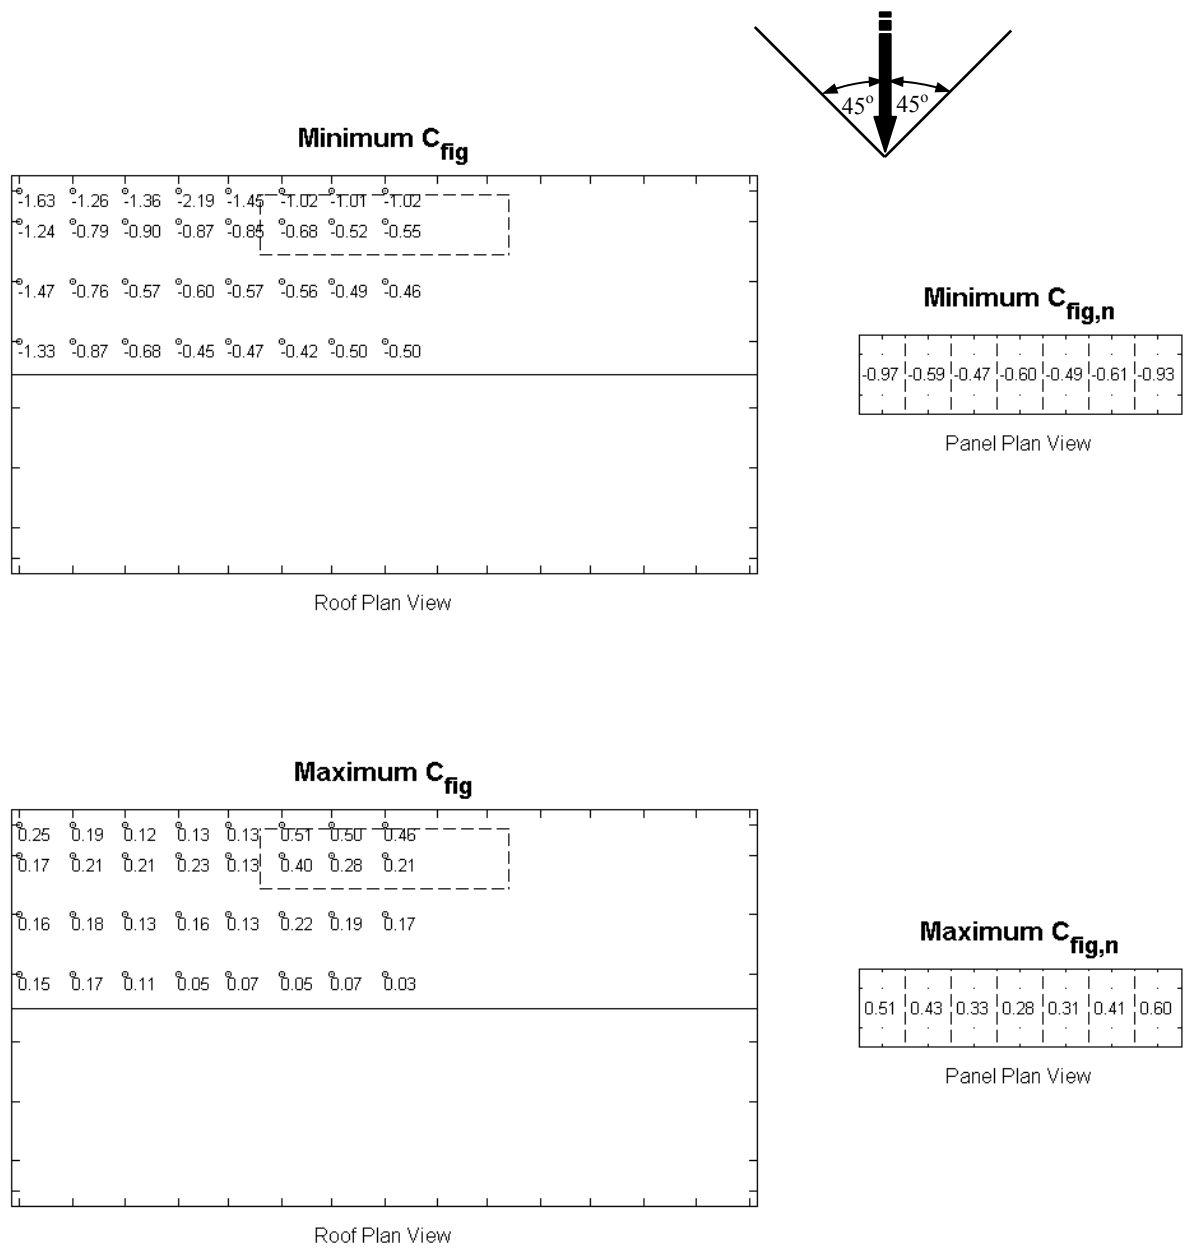 45° 45°
Minimum C fig
-1.63 -1.26 -1.36 -2.19 -1.45 -1.02 -1.01 -1.02
-1.24 -0.79 -0.90 -0.87 -0.85 -0.68 -0.52 -0.55
-1.47 -0.76 -0.57 -0.60 -0.57 -0.56 -0.49 -0.46
-1.33 -0.87 -0.68 -0.45 -0.47 -0.42 -0.50 -0.50
Roof Plan View
Minimum C fig,n
-0.97 -0.59 -0.47 -0.60 -0.49 -0.61 -0.93
Panel Plan View
Maximum C fig
0.25 0.19 0.12 0.13 0.13 0.51 0.50 0.46
0.17 0.21 0.21 0.23 0.13 0.40 0.28 0.21
0.16 0.18 0.13 0.16 0.13 0.22 0.19 0.17
0.15 0.17 0.11 0.05 0.07 0.05 0.07 0.03
Roof Plan View
Maximum C fig,n
0.51 0.43 0.33 0.28 0.31 0.41 0.60
Panel Plan View